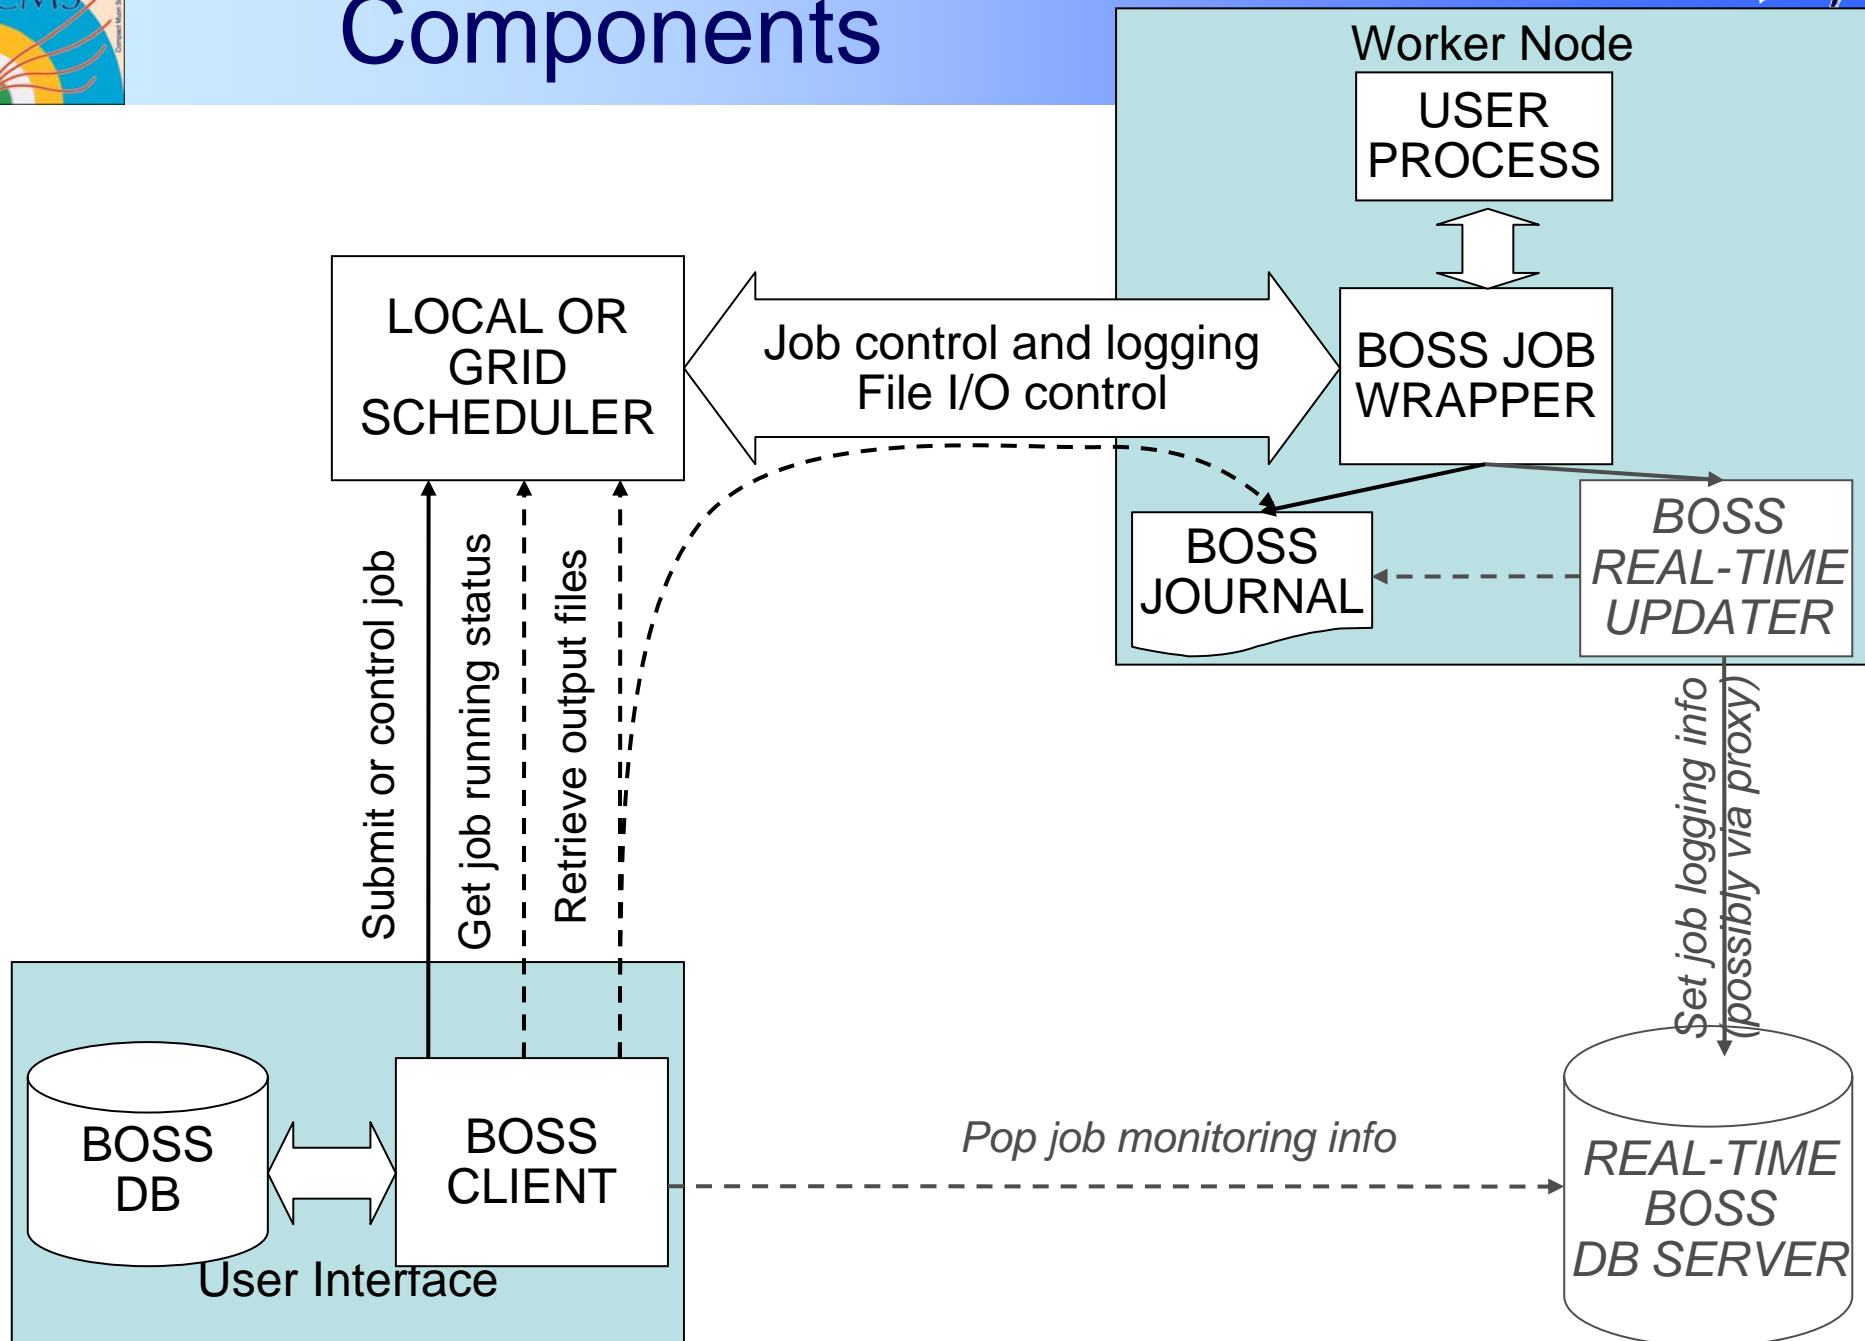 CMS
Compact Muon S
Components
Worker Node
USER
PROCESS
LOCAL OR
GRID
SCHEDULER
Job control and logging
File I/O control
BOSS JOB
WRAPPER
BOSS
JOURNAL
BOSS
REAL-TIME
UPDATER
Submit or control job
Get job running status
Retrieve output files
Set job logging info
(possibly via proxy)
BOSS
DB
BOSS
CLIENT
User Interface
Pop job monitoring info
REAL-TIME
BOSS
DB SERVER